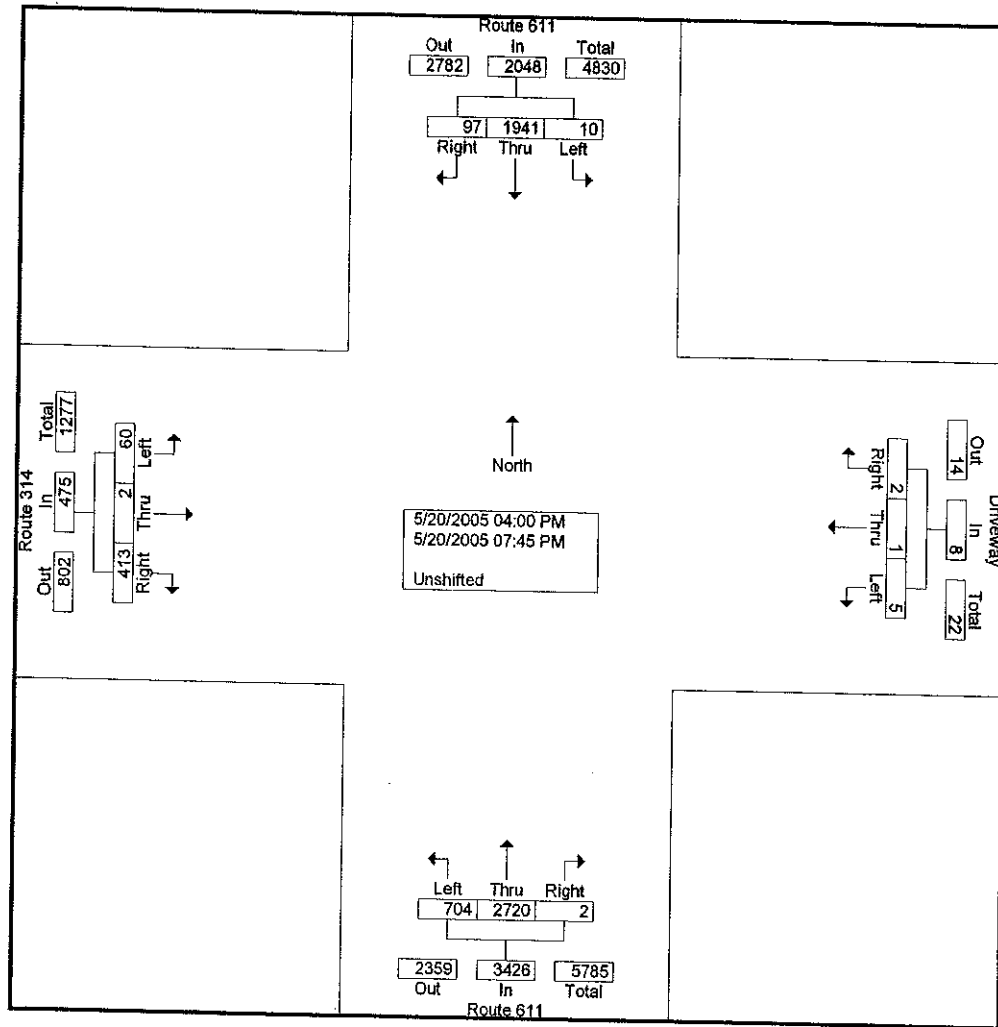 Route 611
Out In Total
2782 2048 4830
97 1941 10
Right Thru Left
Route 314
Total 1277
In 475
Out 802
60 2 413
Left Thru Right
North
5/20/2005 04:00 PM
5/20/2005 07:45 PM
Unshifted
Right Thru Left
2 1 5
Out In Total
14 8 22
Driveway
Left Thru Right
704 2720 2
2359 3426 5785
Out In Total
Route 611